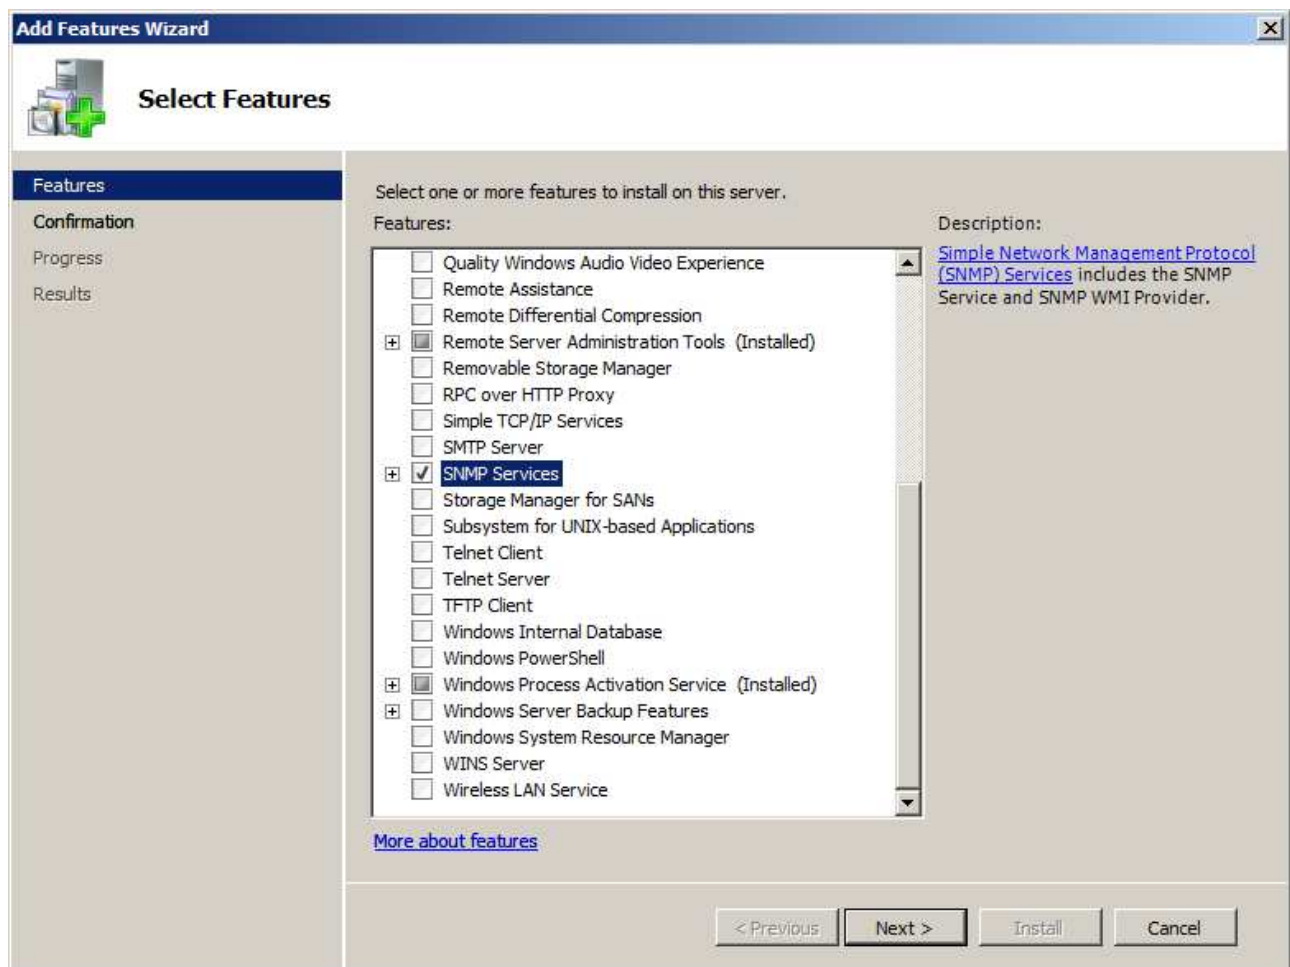 Add Features Wizard
Select Features
Features
Confirmation
Progress
Results
Select one or more features to install on this server.
Features:
Quality Windows Audio Video Experience
Remote Assistance
Remote Differential Compression
Remote Server Administration Tools (Installed)
Removable Storage Manager
RPC over HTTP Proxy
Simple TCP/IP Services
SMTP Server
SNMP Services
Storage Manager for SANs
Subsystem for UNIX-based Applications
Telnet Client
Telnet Server
TFTP Client
Windows Internal Database
Windows PowerShell
Windows Process Activation Service (Installed)
Windows Server Backup Features
Windows System Resource Manager
WINS Server
Wireless LAN Service
More about features
Description:
Simple Network Management Protocol
(SNMP) Services includes the SNMP
Service and SNMP WMI Provider.
< Previous
Next >
Install
Cancel